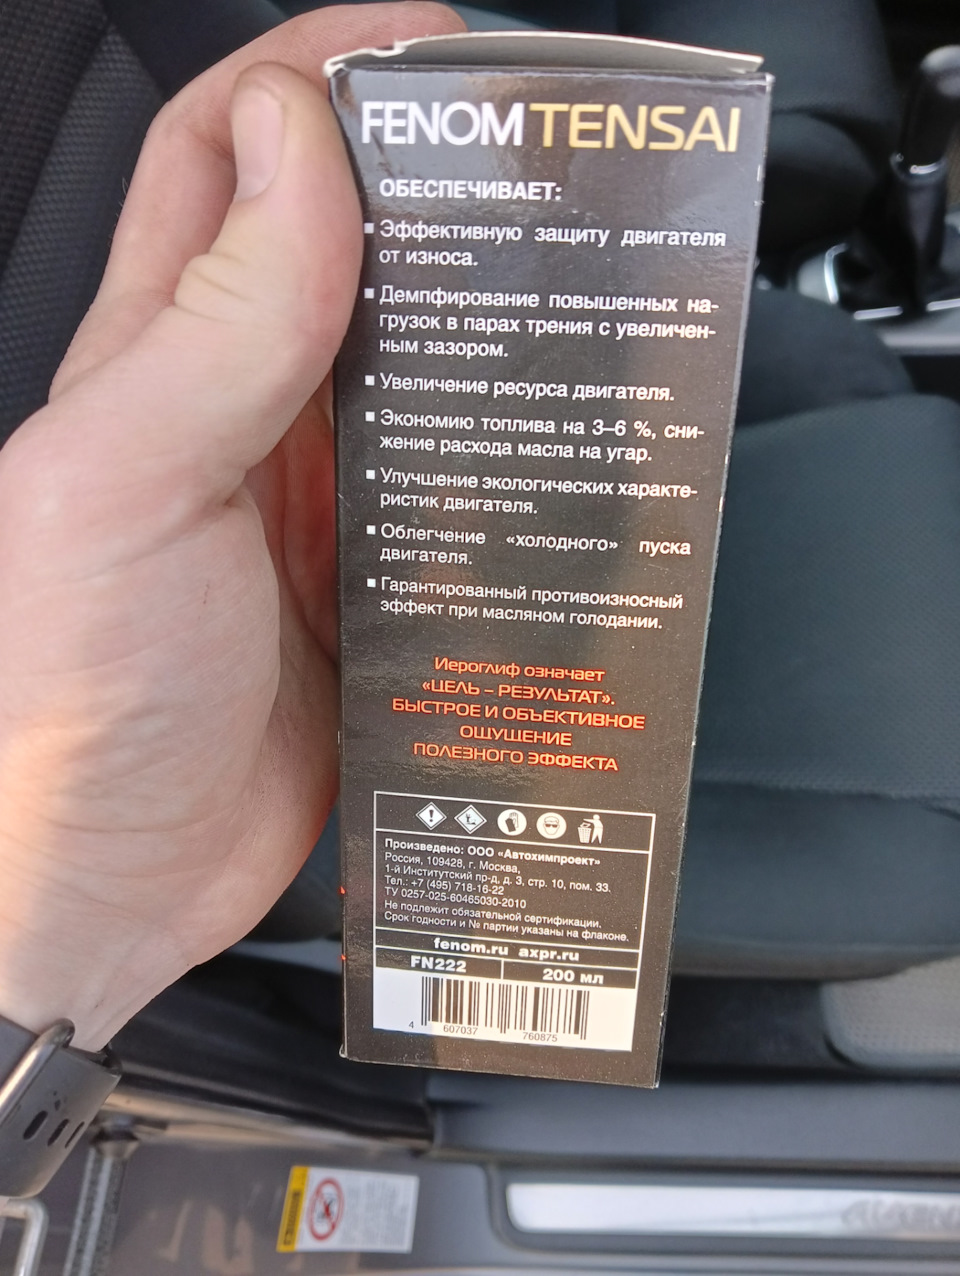 FENOM TENSAI
ОБЕСПЕЧИВАЕТ:
Эффективную защиту двигателя
от износа.
Демпфирование повышенных на-
грузок в парах трения с увеличен-
ным зазором.
Увеличение ресурса двигателя.
Экономию топлива на 3–6 %, сни-
жение расхода масла на угар.
Улучшение экологических характе-
ристик двигателя.
Облегчение «холодного» пуска
двигателя.
Гарантированный противоизносный
эффект при масляном голодании.
Иероглиф означает
«ЦЕЛЬ – РЕЗУЛЬТАТ».
БЫСТРОЕ И ОБЪЕКТИВНОЕ
ОЩУЩЕНИЕ
ПОЛЕЗНОГО ЭФФЕКТА
Произведено: ООО «Автохимпроект»
Россия, 109428, г. Москва,
1-й Институтский пр-д, д. 3, стр. 10, пом. 33.
Тел.: +7 (495) 718-16-22
ТУ 0257-025-60465030-2010
Не подлежит обязательной сертификации.
Срок годности и № партии указаны на флаконе.
fenom.ru axpr.ru
FN222 200 мл
4 607037 760875